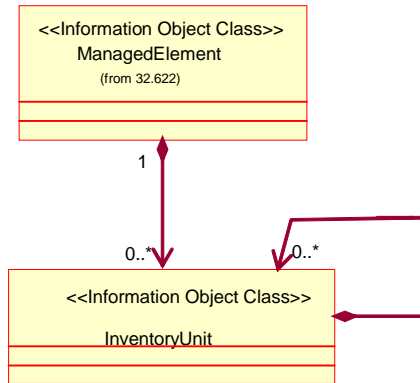 <<Information Object Class>>
ManagedElement
(from 32.622)
1
0..*
0..*
<<Information Object Class>>
InventoryUnit